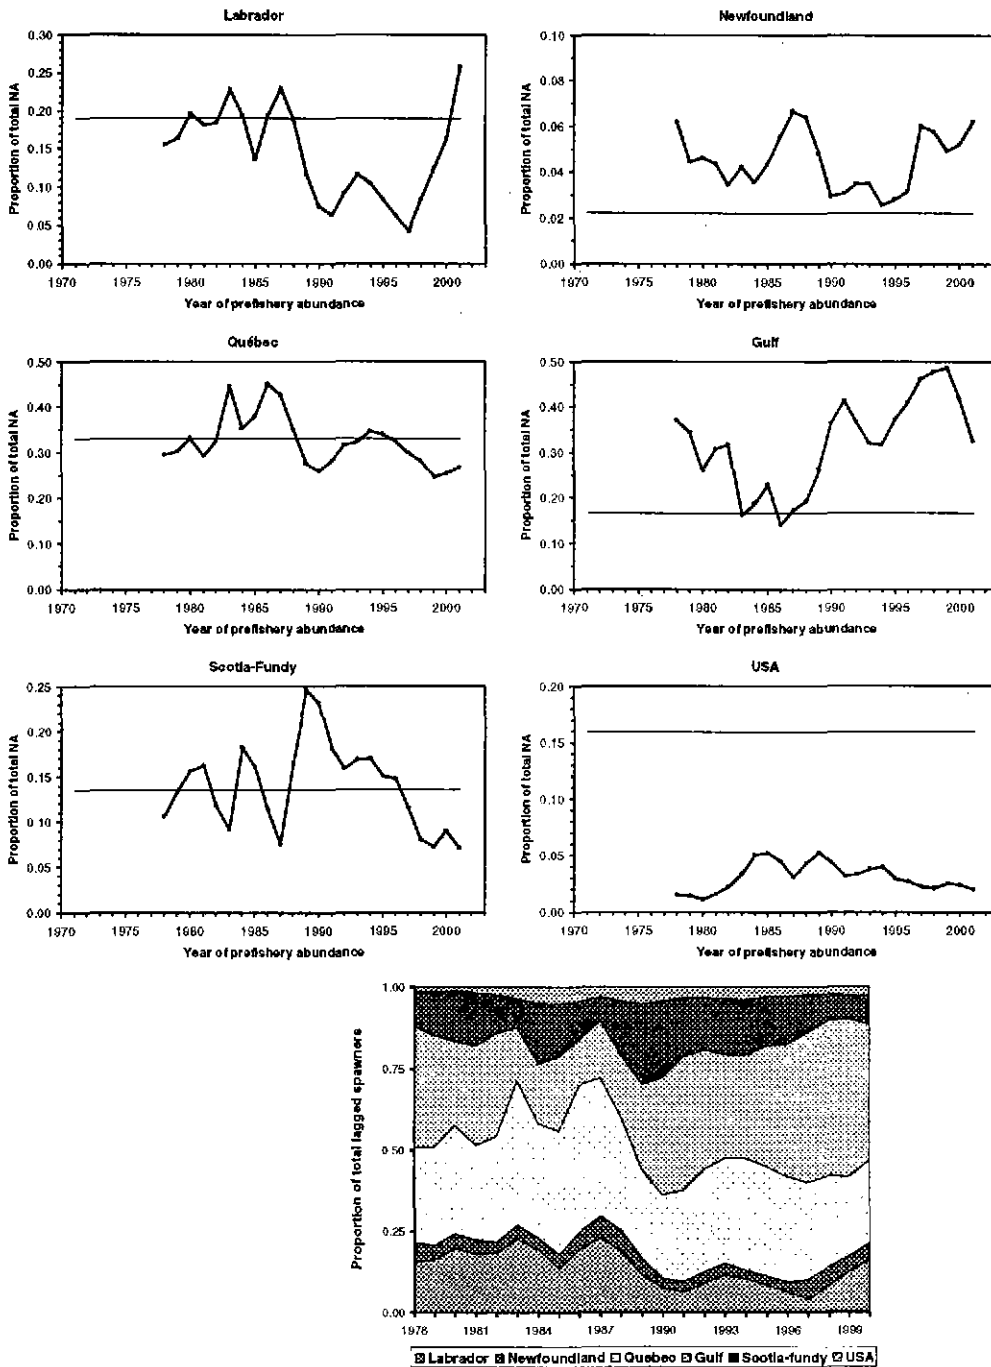 Labrador
Proportion of total NA
0.30
0.25
0.20
0.15
0.10
0.05
0.00
1970 1975 1980 1985 1990 1995 2000
Year of prefishery abundance
Newfoundland
Proportion of total NA
0.10
0.08
0.06
0.04
0.02
0.00
1970 1975 1980 1985 1990 1995 2000
Year of prefishery abundance
Québec
Proportion of total NA
0.50
0.40
0.30
0.20
0.10
0.00
1970 1975 1980 1985 1990 1995 2000
Year of prefishery abundance
Gulf
Proportion of total NA
0.50
0.40
0.30
0.20
0.10
0.00
1970 1975 1980 1985 1990 1995 2000
Year of prefishery abundance
Scotia-Fundy
Proportion of total NA
0.25
0.20
0.15
0.10
0.05
0.00
1970 1975 1980 1985 1990 1995 2000
Year of prefishery abundance
USA
Proportion of total NA
0.20
0.15
0.10
0.05
0.00
1970 1975 1980 1985 1990 1995 2000
Year of prefishery abundance
Proportion of total lagged spawners
1.00
0.75
0.50
0.25
0.00
1978 1981 1984 1987 1990 1993 1996 1999
Labrador Newfoundland Quebec Gulf Scotia-fundy USA